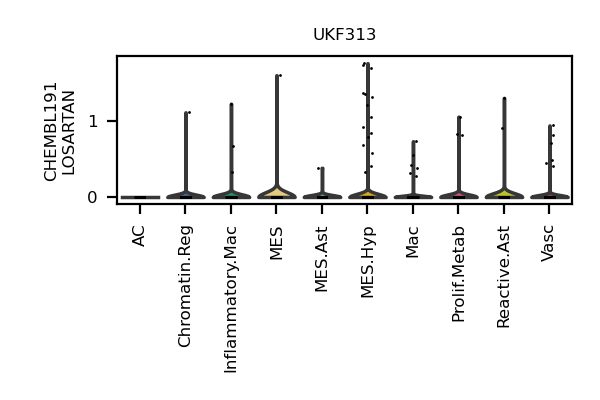 UKF313
CHEMBL191
LOSARTAN
1
0
AC
Chromatin.Reg
Inflammatory.Mac
MES
MES.Ast
MES.Hyp
Mac
Prolif.Metab
Reactive.Ast
Vasc